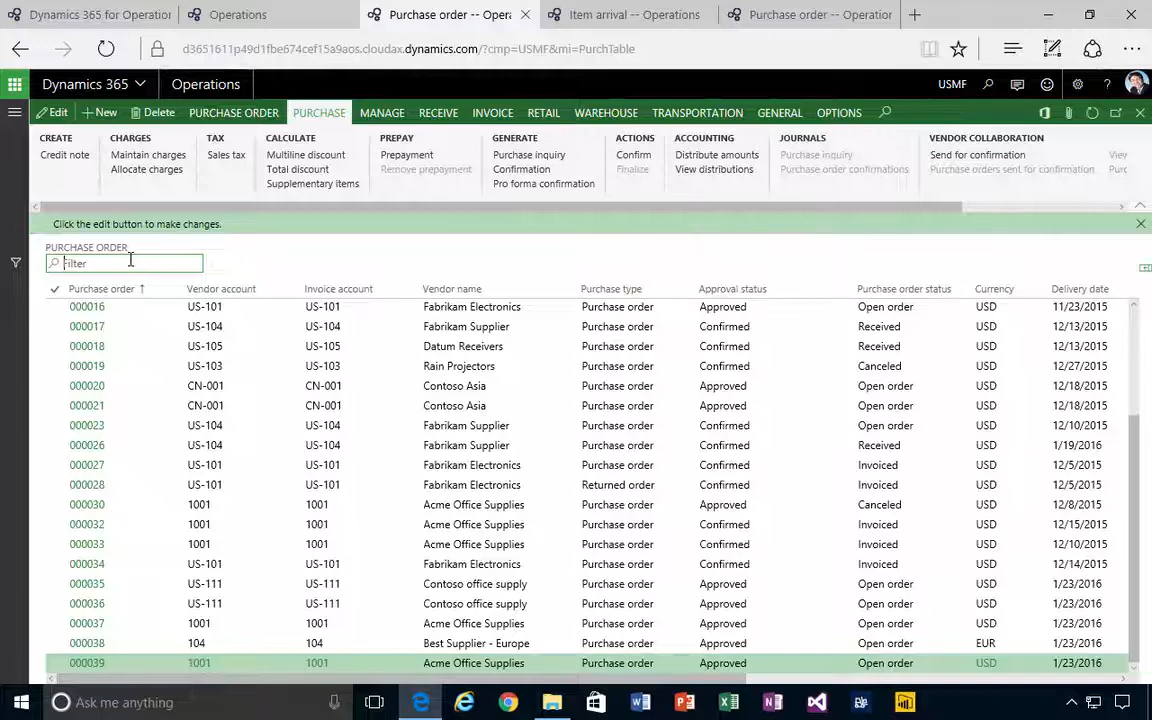 Dynamics 365 for Operation
Operations
Purchase order -- Opera
Item arrival -- Operations
Purchase order -- Operation
d3651611p49d1fbe674cef15a9aos.cloudax.dynamics.com/?cmp=USMF&mi=PurchTable
Dynamics 365
Operations
USMF
Edit
New
Delete
PURCHASE ORDER
PURCHASE
MANAGE
RECEIVE
INVOICE
RETAIL
WAREHOUSE
TRANSPORTATION
GENERAL
OPTIONS
CREATE
Credit note
CHARGES
Maintain charges
Allocate charges
TAX
Sales tax
CALCULATE
Multiline discount
Total discount
Supplementary items
PREPAY
Prepayment
Remove prepayment
GENERATE
Purchase inquiry
Confirmation
Pro forma confirmation
ACTIONS
Confirm
Finalize
ACCOUNTING
Distribute amounts
View distributions
JOURNALS
Purchase inquiry
Purchase order confirmations
VENDOR COLLABORATION
Send for confirmation
Purchase orders sent for confirmation
View
Purc
Click the edit button to make changes.
PURCHASE ORDER
Filter
Purchase order Vendor account Invoice account Vendor name Purchase type Approval status Purchase order status Currency Delivery date
000016 US-101 US-101 Fabrikam Electronics Purchase order Approved Open order USD 11/23/2015
000017 US-104 US-104 Fabrikam Supplier Purchase order Confirmed Received USD 12/13/2015
000018 US-105 US-105 Datum Receivers Purchase order Confirmed Received USD 12/13/2015
000019 US-103 US-103 Rain Projectors Purchase order Confirmed Canceled USD 12/27/2015
000020 CN-001 CN-001 Contoso Asia Purchase order Approved Open order USD 12/18/2015
000021 CN-001 CN-001 Contoso Asia Purchase order Approved Open order USD 12/18/2015
000023 US-104 US-104 Fabrikam Supplier Purchase order Confirmed Open order USD 12/10/2015
000026 US-104 US-104 Fabrikam Supplier Purchase order Confirmed Received USD 1/19/2016
000027 US-101 US-101 Fabrikam Electronics Purchase order Confirmed Invoiced USD 12/5/2015
000028 US-101 US-101 Fabrikam Electronics Returned order Confirmed Invoiced USD 12/5/2015
000030 1001 1001 Acme Office Supplies Purchase order Approved Canceled USD 12/8/2015
000032 1001 1001 Acme Office Supplies Purchase order Confirmed Invoiced USD 12/15/2015
000033 1001 1001 Acme Office Supplies Purchase order Confirmed Invoiced USD 12/10/2015
000034 US-101 US-101 Fabrikam Electronics Purchase order Confirmed Invoiced USD 12/14/2015
000035 US-111 US-111 Contoso office supply Purchase order Approved Open order USD 1/23/2016
000036 US-111 US-111 Contoso office supply Purchase order Approved Open order USD 1/23/2016
000037 1001 1001 Acme Office Supplies Purchase order Approved Open order USD 1/23/2016
000038 104 104 Best Supplier - Europe Purchase order Approved Open order EUR 1/23/2016
000039 1001 1001 Acme Office Supplies Purchase order Approved Open order USD 1/23/2016
Ask me anything